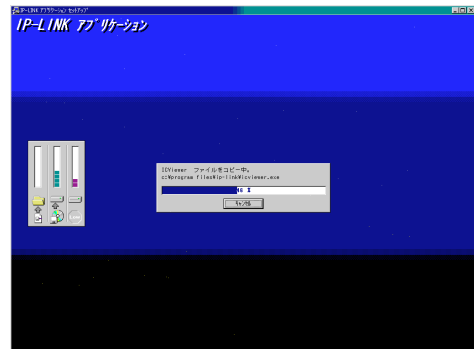 IP-LINK アプリケーション セットアップ
IP-LINK アプリケーション
ICViewer ファイルをコピー中。
c:¥program files¥ip-link¥icviewer.exe
46 %
キャンセル